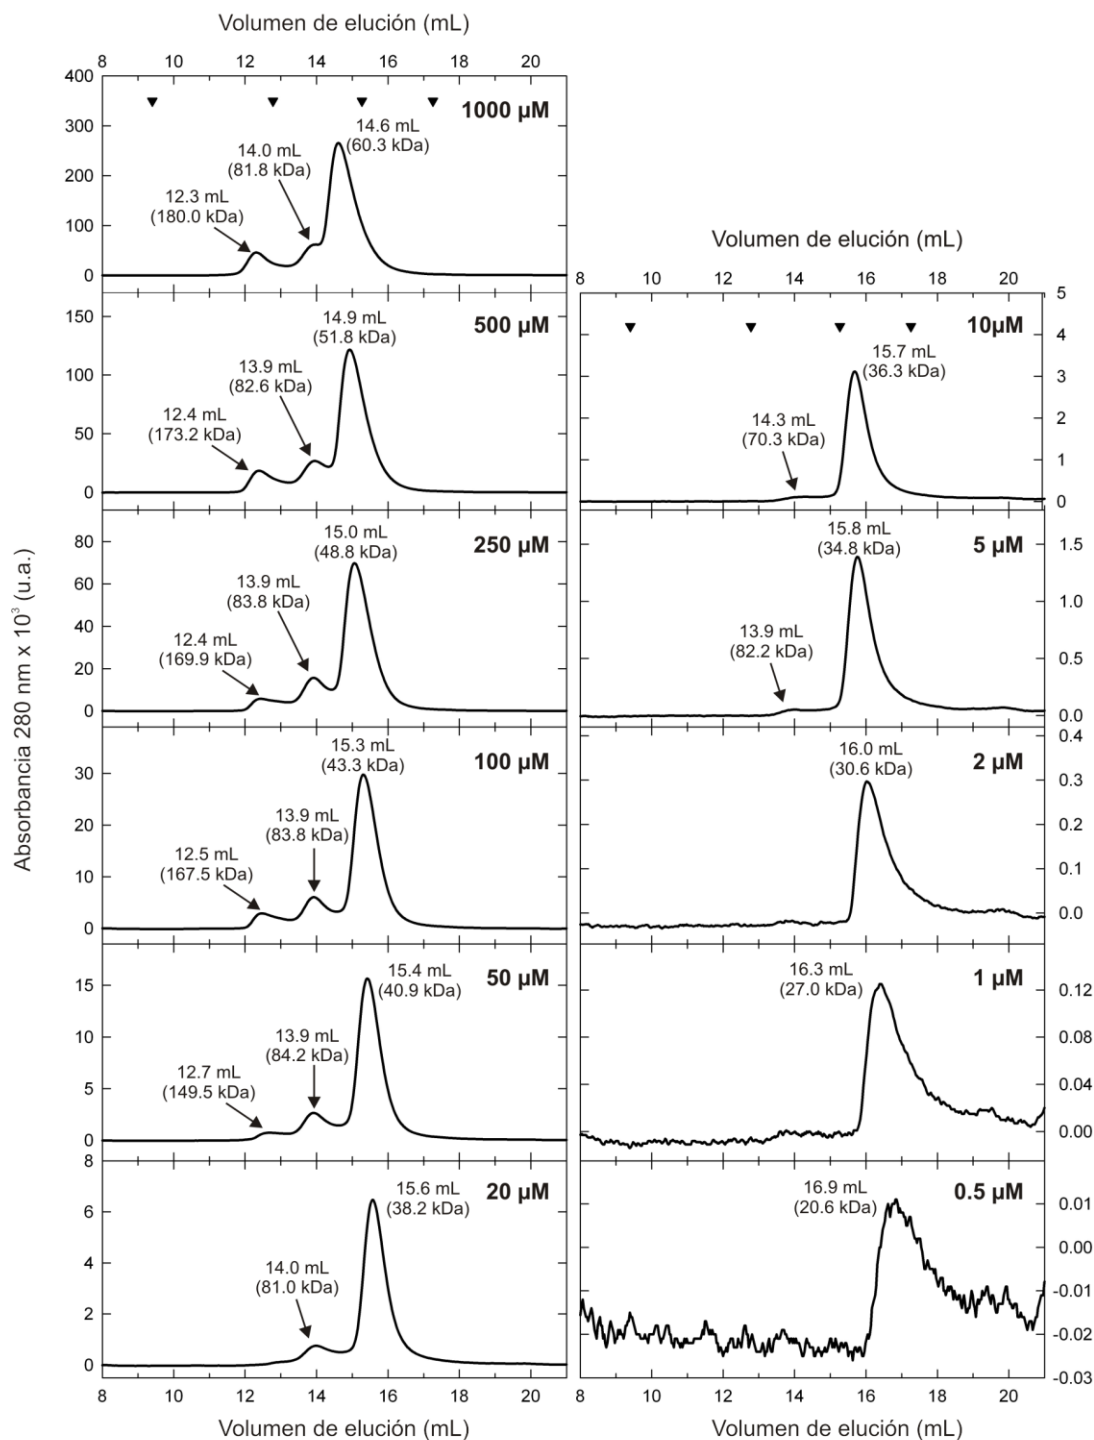 Volumen de elución (mL)
8 10 12 14 16 18 20
400
300
200
100
0
1000 µM
14.6 mL
(60.3 kDa)
14.0 mL
(81.8 kDa)
12.3 mL
(180.0 kDa)
150
100
50
0
500 µM
14.9 mL
(51.8 kDa)
13.9 mL
(82.6 kDa)
12.4 mL
(173.2 kDa)
80
60
40
20
0
250 µM
15.0 mL
(48.8 kDa)
13.9 mL
(83.8 kDa)
12.4 mL
(169.9 kDa)
30
20
10
0
100 µM
15.3 mL
(43.3 kDa)
13.9 mL
(83.8 kDa)
12.5 mL
(167.5 kDa)
15
10
5
0
50 µM
15.4 mL
(40.9 kDa)
13.9 mL
(84.2 kDa)
12.7 mL
(149.5 kDa)
8
6
4
2
0
20 µM
15.6 mL
(38.2 kDa)
14.0 mL
(81.0 kDa)
8 10 12 14 16 18 20
Volumen de elución (mL)
Absorbancia 280 nm x 10³ (u.a.)
Volumen de elución (mL)
8 10 12 14 16 18 20
5
4
3
2
1
0
10µM
15.7 mL
(36.3 kDa)
14.3 mL
(70.3 kDa)
1.5
1.0
0.5
0.0
5 µM
15.8 mL
(34.8 kDa)
13.9 mL
(82.2 kDa)
0.4
0.3
0.2
0.1
0.0
2 µM
16.0 mL
(30.6 kDa)
0.12
0.04
0.00
1 µM
16.3 mL
(27.0 kDa)
0.01
0.00
-0.01
-0.02
-0.03
0.5 µM
16.9 mL
(20.6 kDa)
8 10 12 14 16 18 20
Volumen de elución (mL)